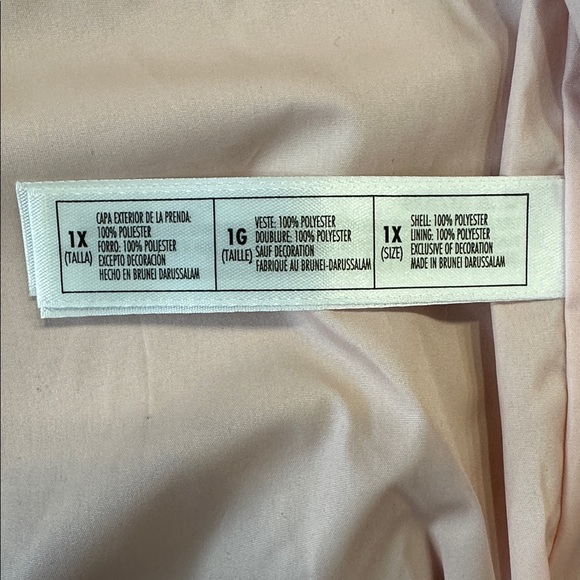 1X
(TALLA)
CAPA EXTERIOR DE LA PRENDA:
100% POLIESTER
FORRO: 100% POLIESTER
EXCEPTO DECORACIÓN
HECHO EN BRUNEI DARUSSALAM
1G
(TAILLE)
VESTE: 100% POLYESTER
DOUBLURE: 100% POLYESTER
SAUF DECORATION
FABRIQUÉ AU BRUNEI-DARUSSALAM
1X
(SIZE)
SHELL: 100% POLYESTER
LINING: 100% POLYESTER
EXCLUSIVE OF DECORATION
MADE IN BRUNEI DARUSSALAM